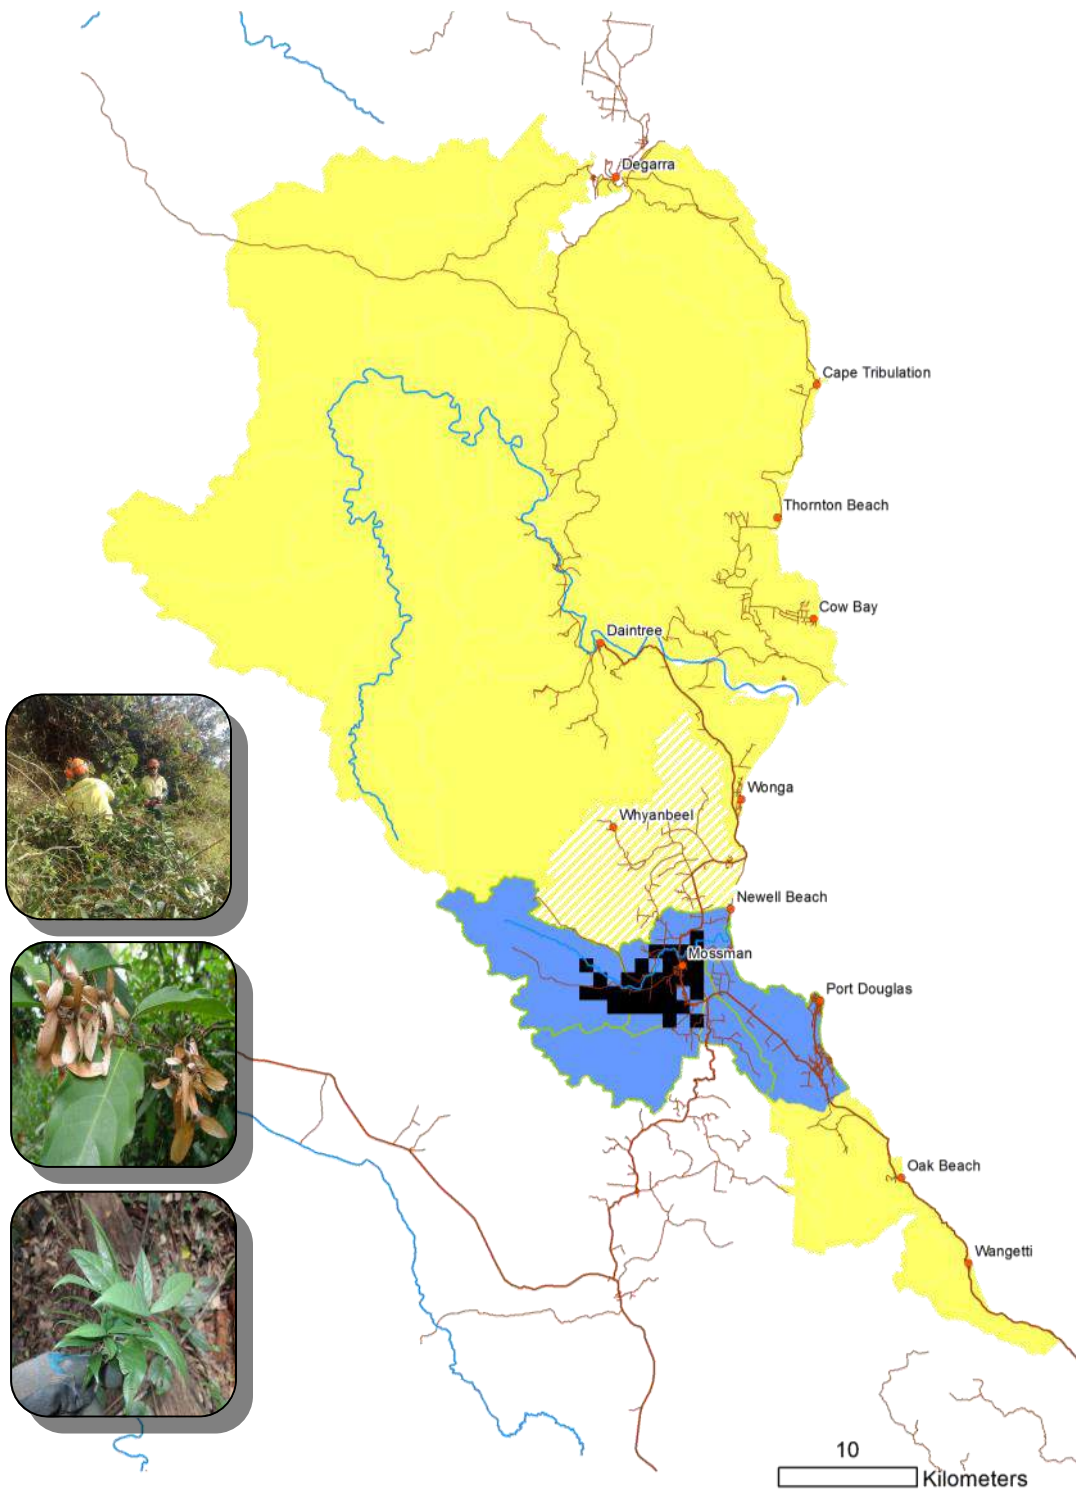 Degarra
Cape Tribulation
Thornton Beach
Cow Bay
Daintree
Wonga
Whyanbeel
Newell Beach
Mossman
Port Douglas
Oak Beach
Wangetti
10
Kilometers